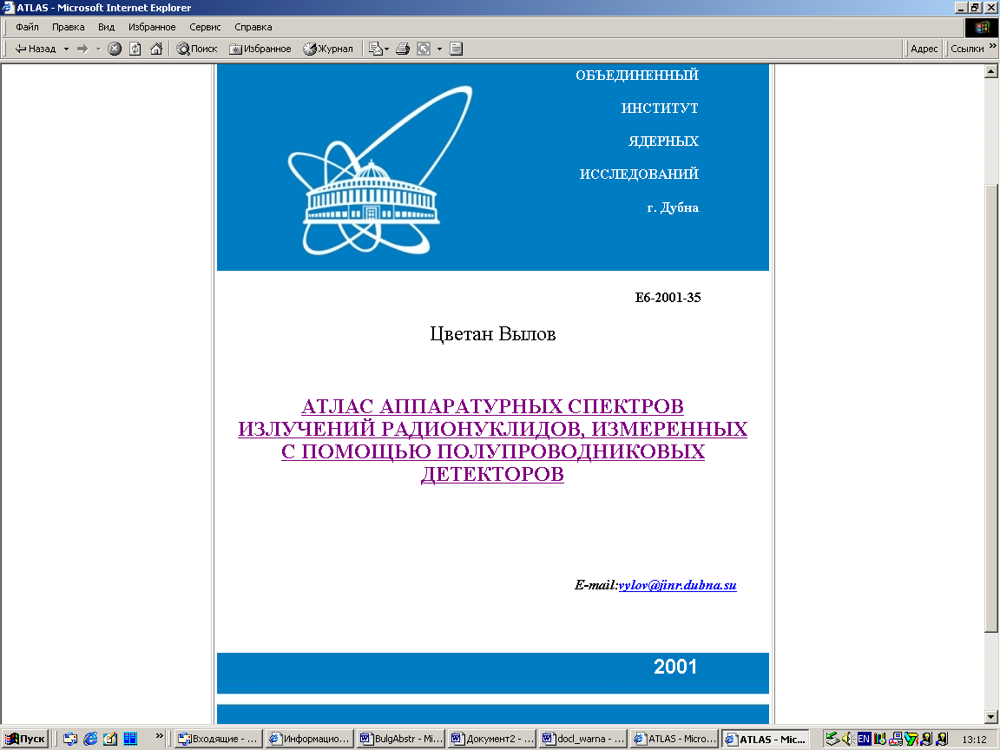 ATLAS - Microsoft Internet Explorer
Файл Правка Вид Избранное Сервис Справка
Назад Поиск Избранное Журнал Адрес Ссылки »
ОБЪЕДИНЕННЫЙ
ИНСТИТУТ
ЯДЕРНЫХ
ИССЛЕДОВАНИЙ
г. Дубна
E6-2001-35
Цветан Вылов
АТЛАС АППАРАТУРНЫХ СПЕКТРОВ
ИЗЛУЧЕНИЙ РАДИОНУКЛИДОВ, ИЗМЕРЕННЫХ
С ПОМОЩЬЮ ПОЛУПРОВОДНИКОВЫХ
ДЕТЕКТОРОВ
E-mail:vylov@jinr.dubna.su
2001
Пуск » Входящие - ... Информацио... BulgAbstr - Mi... Документ2 - ... docl_warna - ... ATLAS - Micro... ATLAS - Mic... EN 13:12